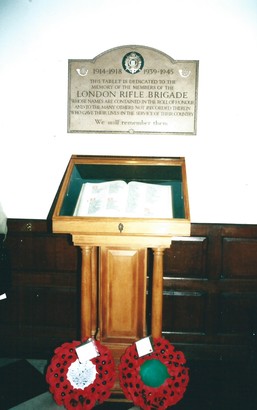 1914-1918 1939-1945
THIS TABLET IS DEDICATED TO THE
MEMORY OF THE MEMBERS OF THE
LONDON RIFLE BRIGADE
WHOSE NAMES ARE CONTAINED IN THE ROLL OF HONOUR
AND TO THE MANY OTHERS NOT RECORDED THEREIN
WHO GAVE THEIR LIVES IN THE SERVICE OF THEIR COUNTRY
We will remember them